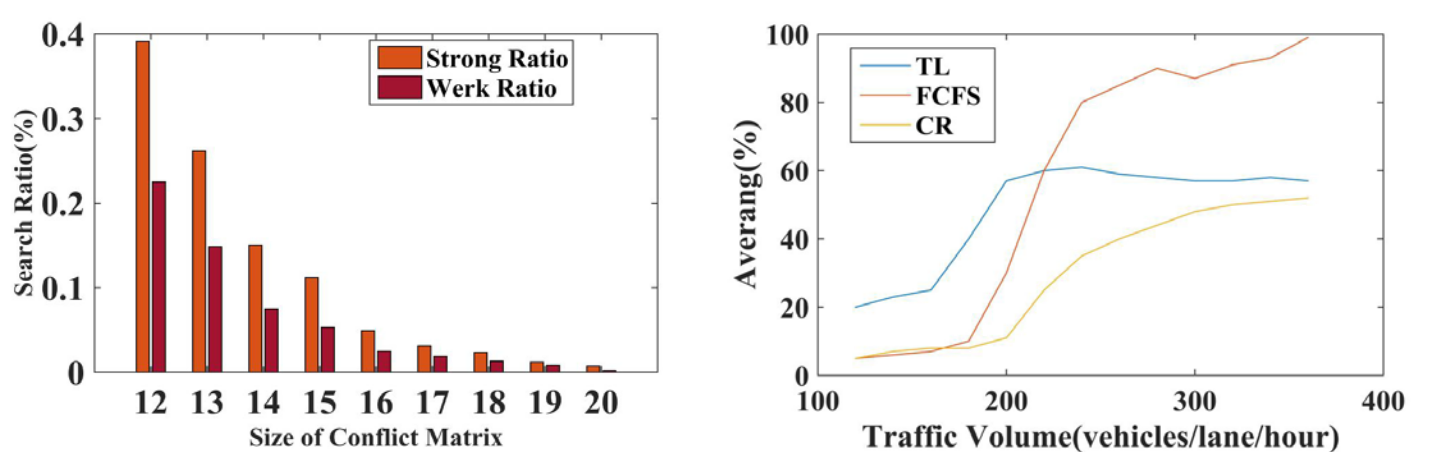 0.4
0.3
0.2
0.1
0
Search Ratio(%)
Strong Ratio
Werk Ratio
12 13 14 15 16 17 18 19 20
Size of Conflict Matrix
100
80
60
40
20
0
Averang(%)
TL
FCFS
CR
100 200 300 400
Traffic Volume(vehicles/lane/hour)